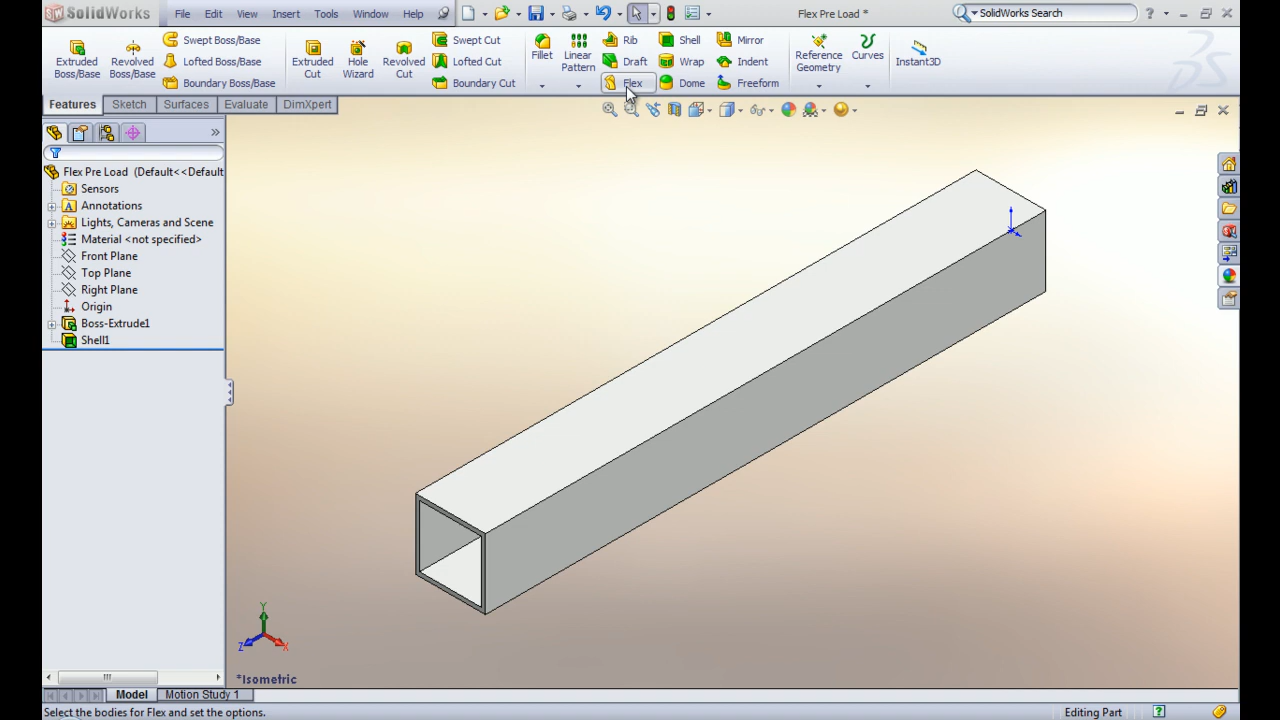 SolidWorks File Edit View Insert Tools Window Help Flex Pre Load * SolidWorks Search
Extruded Boss/Base
Revolved Boss/Base
Swept Boss/Base
Lofted Boss/Base
Boundary Boss/Base
Extruded Cut
Hole Wizard
Revolved Cut
Swept Cut
Lofted Cut
Boundary Cut
Fillet
Linear Pattern
Rib
Draft
Flex
Shell
Wrap
Dome
Mirror
Indent
Freeform
Reference Geometry
Curves
Instant3D
Features Sketch Surfaces Evaluate DimXpert
Flex Pre Load (Default<<Default
Sensors
Annotations
Lights, Cameras and Scene
Material <not specified>
Front Plane
Top Plane
Right Plane
Origin
Boss-Extrude1
Shell1
Y
Z
X
*Isometric
Model Motion Study 1
Select the bodies for Flex and set the options. Editing Part